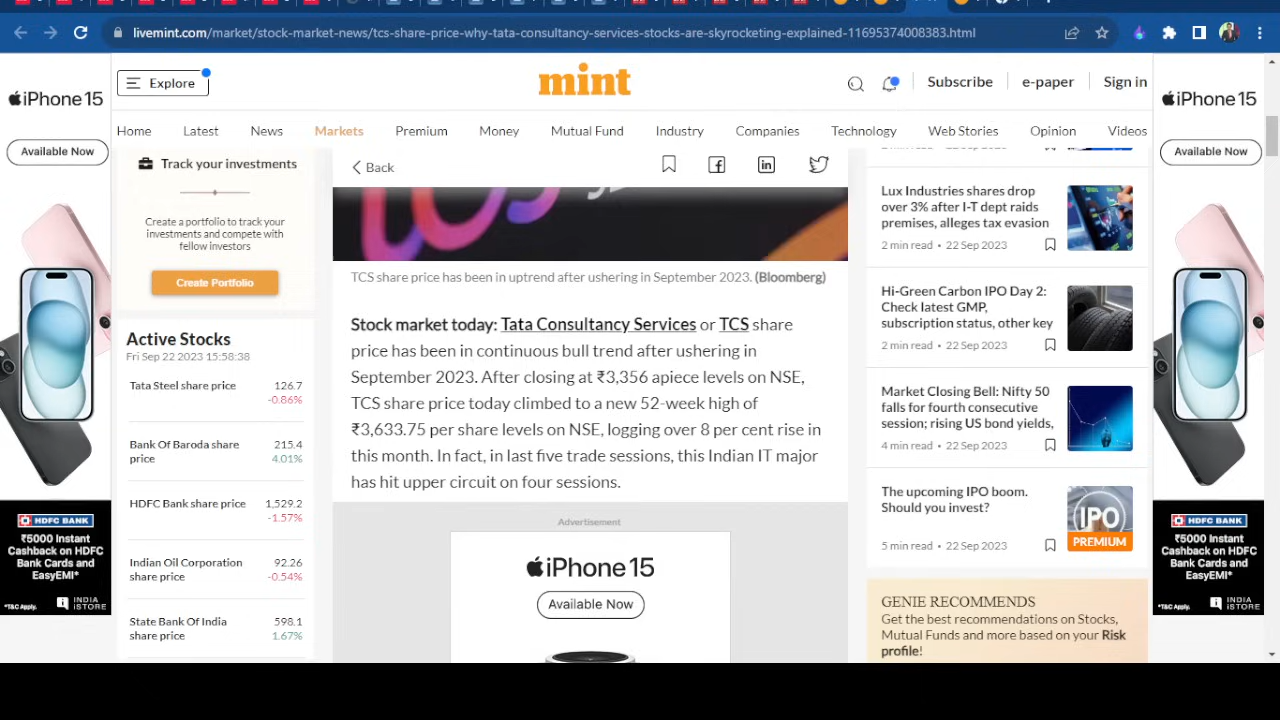 livemint.com/market/stock-market-news/tcs-share-price-why-tata-consultancy-services-stocks-are-skyrocketing-explained-11695374008383.html
iPhone 15
Available Now
HDFC BANK
₹5000 Instant
Cashback on HDFC
Bank Cards and
EasyEMI*
*T&C Apply.
INDIA
iSTORE
Explore
mint
Subscribe
e-paper
Sign in
Home
Latest
News
Markets
Premium
Money
Mutual Fund
Industry
Companies
Technology
Web Stories
Opinion
Videos
Track your investments
Create a portfolio to track your
investments and compete with
fellow investors
Create Portfolio
Active Stocks
Fri Sep 22 2023 15:58:38
Tata Steel share price 126.7
-0.86%
Bank Of Baroda share 215.4
price 4.01%
HDFC Bank share price 1,529.2
-1.57%
Indian Oil Corporation 92.26
share price -0.54%
State Bank Of India 598.1
share price 1.67%
Back
TCS share price has been in uptrend after ushering in September 2023. (Bloomberg)
Stock market today: Tata Consultancy Services or TCS share
price has been in continuous bull trend after ushering in
September 2023. After closing at ₹3,356 apiece levels on NSE,
TCS share price today climbed to a new 52-week high of
₹3,633.75 per share levels on NSE, logging over 8 per cent rise in
this month. In fact, in last five trade sessions, this Indian IT major
has hit upper circuit on four sessions.
Advertisement
iPhone 15
Available Now
Lux Industries shares drop
over 3% after I-T dept raids
premises, alleges tax evasion
2 min read • 22 Sep 2023
Hi-Green Carbon IPO Day 2:
Check latest GMP,
subscription status, other key
2 min read • 22 Sep 2023
Market Closing Bell: Nifty 50
falls for fourth consecutive
session; rising US bond yields,
4 min read • 22 Sep 2023
The upcoming IPO boom.
Should you invest?
IPO
PREMIUM
5 min read • 22 Sep 2023
GENIE RECOMMENDS
Get the best recommendations on Stocks,
Mutual Funds and more based on your Risk
profile!
iPhone 15
Available Now
HDFC BANK
₹5000 Instant
Cashback on HDFC
Bank Cards and
EasyEMI*
*T&C Apply.
INDIA
iSTORE